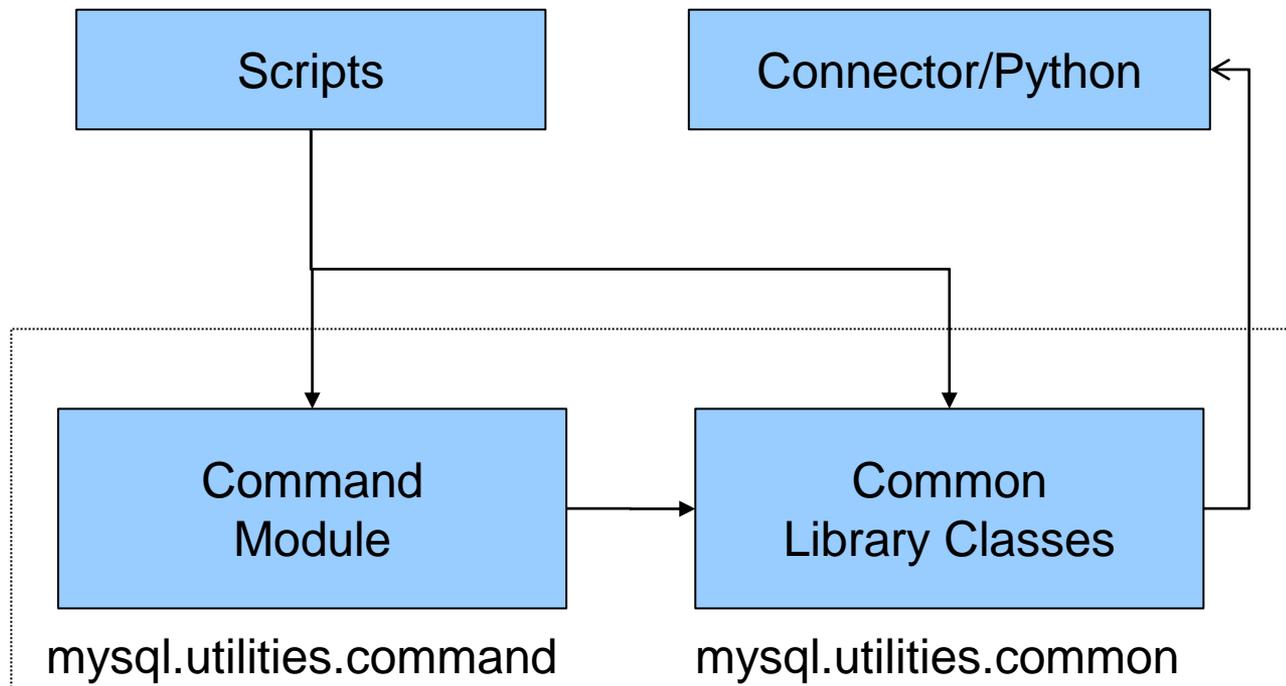 Scripts
Connector/Python
Command
Module
Common
Library Classes
mysql.utilities.command
mysql.utilities.common